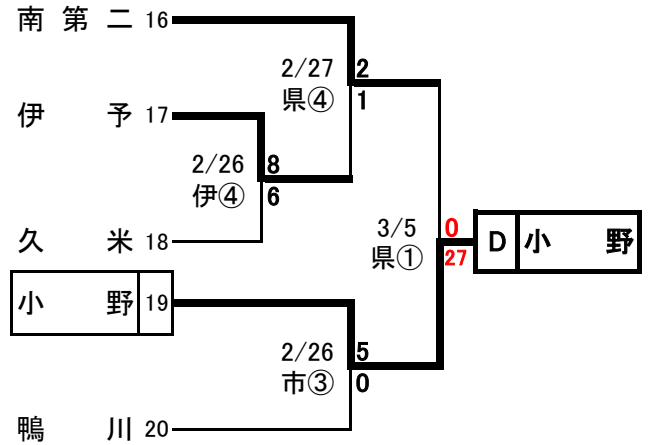 南第二 16
2/27 2
県④ 1
伊予 17
2/26 8
伊④ 6
久米 18
3/5 0
県① 27
D 小野
小野 19
2/26 5
市③ 0
鴨川 20